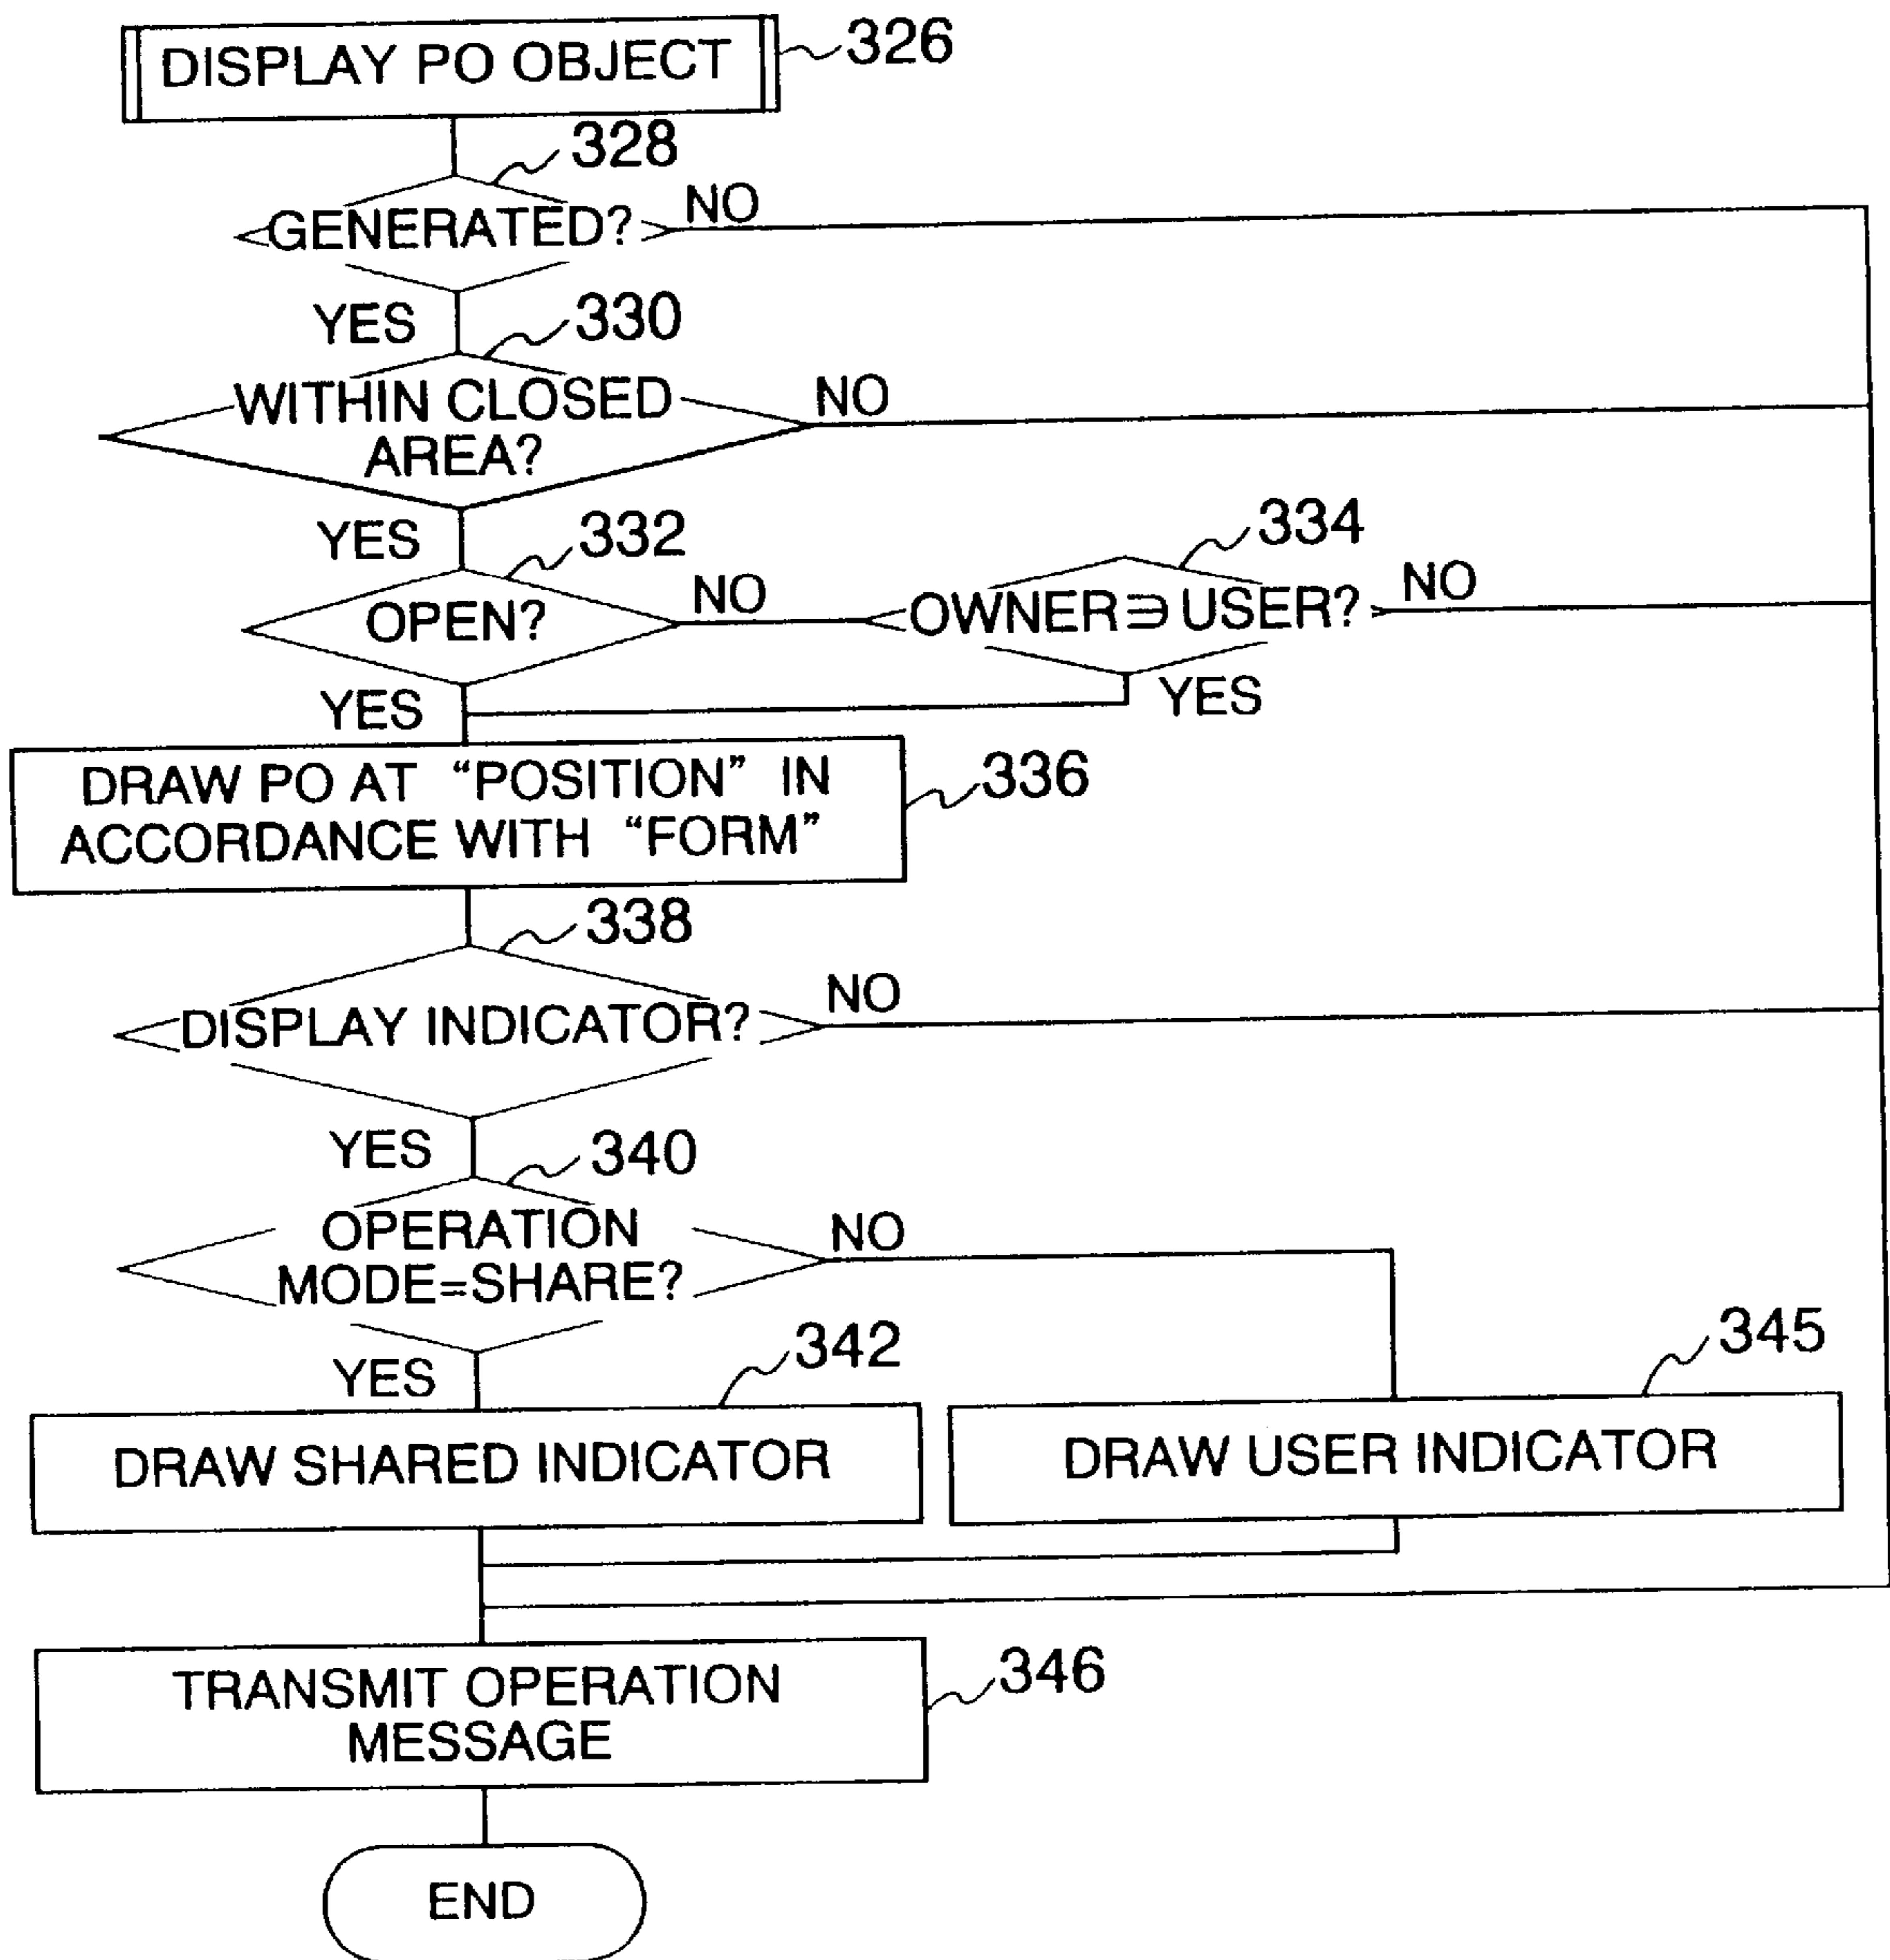 DISPLAY PO OBJECT
326
328
GENERATED?
NO
YES
330
WITHIN CLOSED
AREA?
NO
YES
332
OPEN?
NO
334
OWNER∋USER?
NO
YES
YES
DRAW PO AT “POSITION” IN
ACCORDANCE WITH “FORM”
336
338
DISPLAY INDICATOR?
NO
YES
340
OPERATION
MODE=SHARE?
NO
YES
342
DRAW SHARED INDICATOR
345
DRAW USER INDICATOR
TRANSMIT OPERATION
MESSAGE
346
END